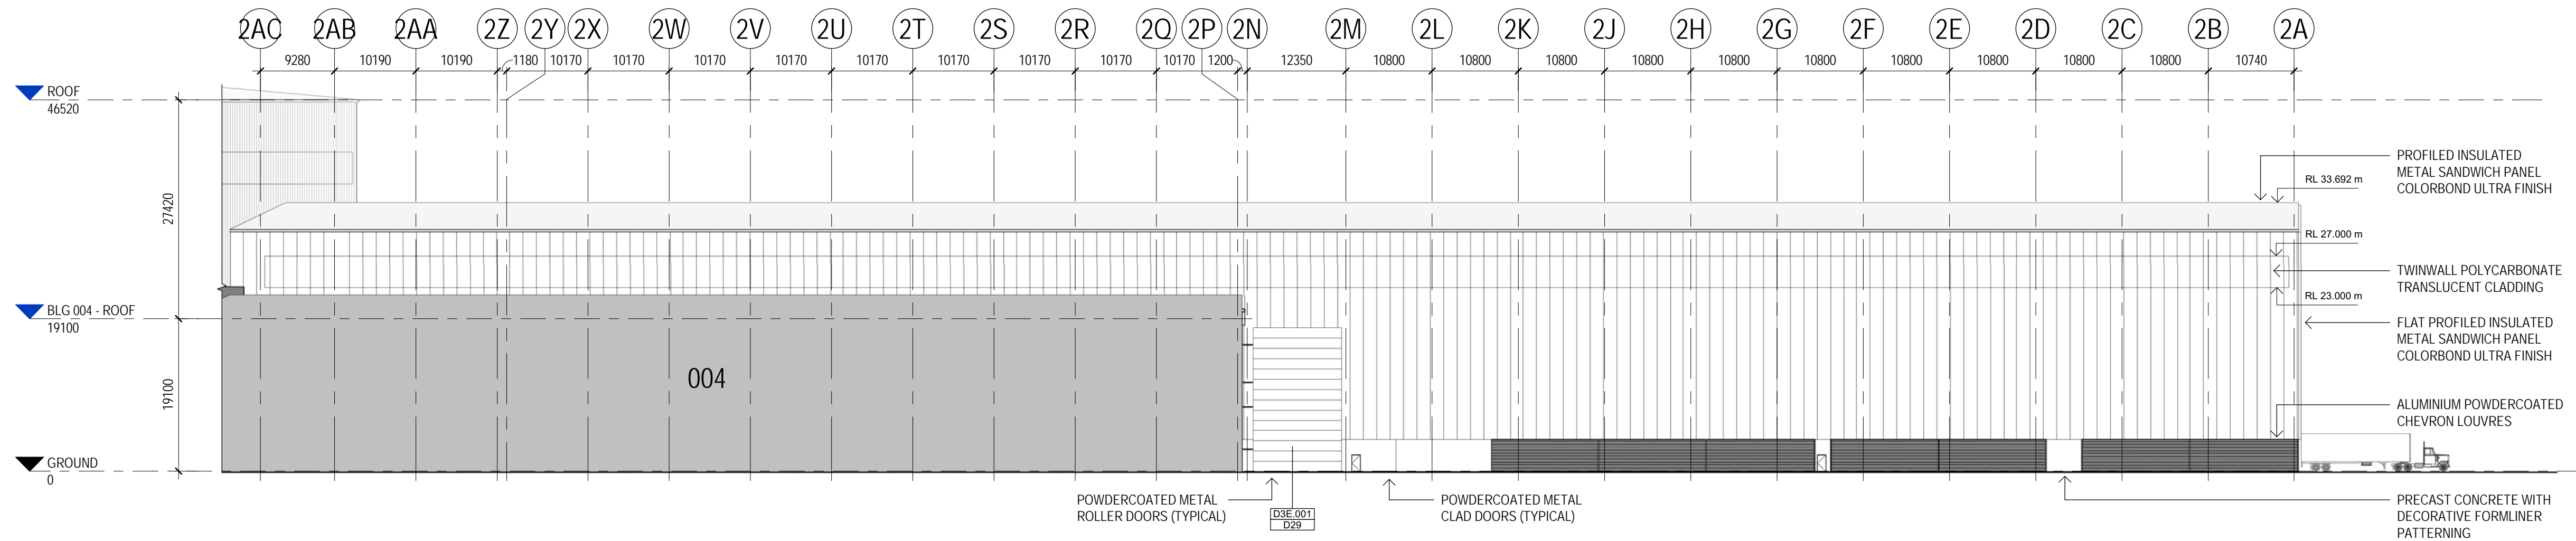 2AC 2AB 2AA 2Z 2Y 2X 2W 2V 2U 2T 2S 2R 2Q 2P 2N 2M 2L 2K 2J 2H 2G 2F 2E 2D 2C 2B 2A
9280 10190 10190 1180 10170 10170 10170 10170 10170 10170 10170 10170 10170 1200 12350 10800 10800 10800 10800 10800 10800 10800 10800 10800 10800 10740
ROOF
46520
27420
BLG 004 - ROOF
19100
19100
GROUND
0
004
PROFILED INSULATED
METAL SANDWICH PANEL
COLORBOND ULTRA FINISH
RL 33.692 m
RL 27.000 m
TWINWALL POLYCARBONATE
TRANSLUCENT CLADDING
RL 23.000 m
FLAT PROFILED INSULATED
METAL SANDWICH PANEL
COLORBOND ULTRA FINISH
ALUMINIUM POWDERCOATED
CHEVRON LOUVRES
POWDERCOATED METAL
ROLLER DOORS (TYPICAL)
D3E.001
D29
POWDERCOATED METAL
CLAD DOORS (TYPICAL)
PRECAST CONCRETE WITH
DECORATIVE FORMLINER
PATTERNING